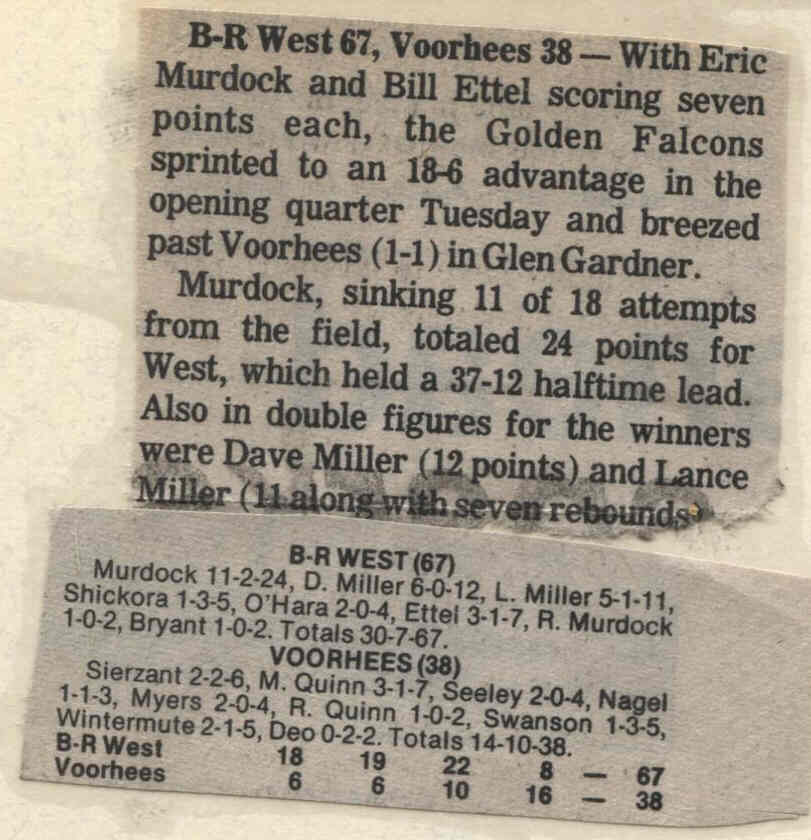 B-R West 67, Voorhees 38 — With Eric
Murdock and Bill Ettel scoring seven
points each, the Golden Falcons
sprinted to an 18-6 advantage in the
opening quarter Tuesday and breezed
past Voorhees (1-1) in Glen Gardner.
Murdock, sinking 11 of 18 attempts
from the field, totaled 24 points for
West, which held a 37-12 halftime lead.
Also in double figures for the winners
were Dave Miller (12 points) and Lance
Miller (11 along with seven rebounds)
B-R WEST (67)
Murdock 11-2-24, D. Miller 6-0-12, L. Miller 5-1-11,
Shickora 1-3-5, O'Hara 2-0-4, Ettel 3-1-7, R. Murdock
1-0-2, Bryant 1-0-2. Totals 30-7-67.
VOORHEES (38)
Sierzant 2-2-6, M. Quinn 3-1-7, Seeley 2-0-4, Nagel
1-1-3, Myers 2-0-4, R. Quinn 1-0-2, Swanson 1-3-5,
Wintermute 2-1-5, Deo 0-2-2. Totals 14-10-38.
B-R West 18 19 22 8 — 67
Voorhees 6 6 10 16 — 38